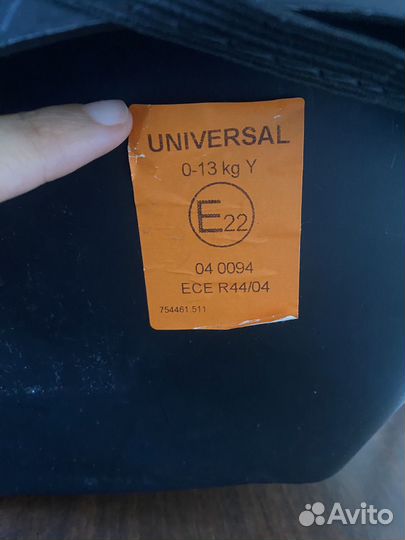 UNIVERSAL
0-13 kg Y
E22
04 0094
ECE R44/04
754461.511
Avito